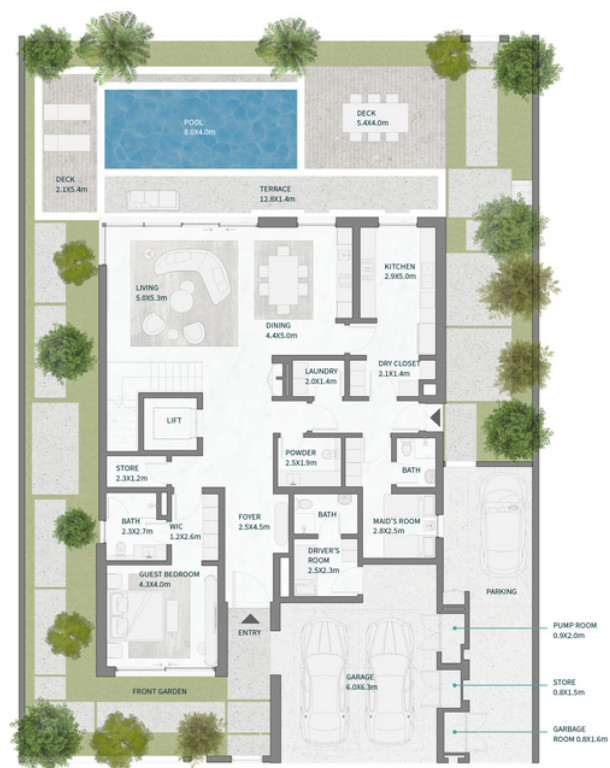 POOL
8.0X4.0m
DECK
5.4X4.0m
DECK
2.1X5.4m
TERRACE
12.8X1.4m
LIVING
5.0X5.3m
DINING
4.4X5.0m
KITCHEN
2.9X5.0m
LAUNDRY
2.0X1.4m
DRY CLOSET
2.1X1.4m
LIFT
STORE
2.3X1.2m
POWDER
2.5X1.9m
BATH
BATH
2.3X2.7m
WIC
1.2X2.6m
FOYER
2.5X4.5m
BATH
MAID'S ROOM
2.8X2.5m
DRIVER'S
ROOM
2.5X2.3m
GUEST BEDROOM
4.3X4.0m
PARKING
ENTRY
PUMP ROOM
0.9X2.0m
GARAGE
6.0X6.3m
STORE
0.8X1.5m
FRONT GARDEN
GARBAGE
ROOM 0.8X1.6m